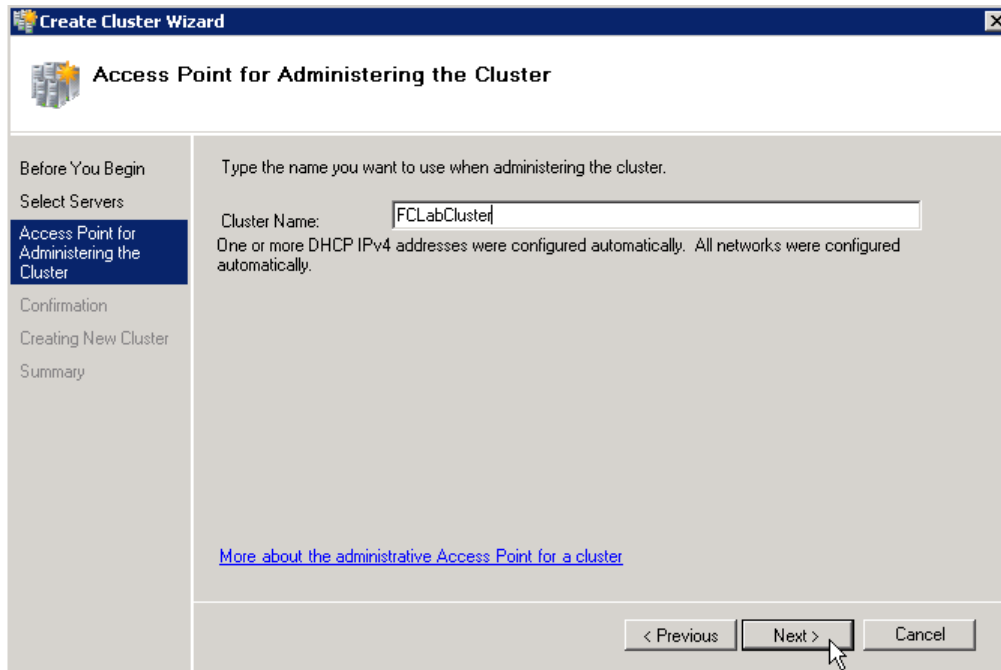 Create Cluster Wizard
Access Point for Administering the Cluster
Before You Begin
Select Servers
Access Point for
Administering the
Cluster
Confirmation
Creating New Cluster
Summary
Type the name you want to use when administering the cluster.
Cluster Name:
FCLabCluster
One or more DHCP IPv4 addresses were configured automatically.  All networks were configured
automatically.
More about the administrative Access Point for a cluster
< Previous
Next >
Cancel